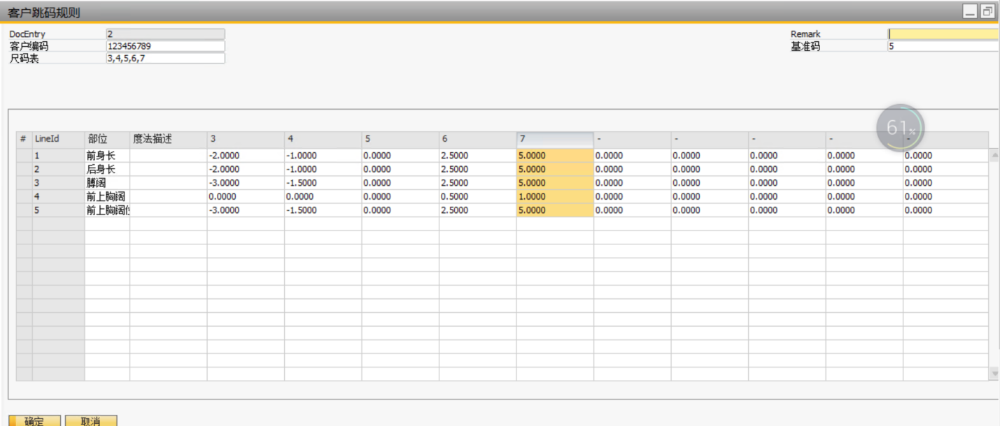 客户跳码规则
DocEntry 2 Remark
客户编码 123456789 基准码 5
尺码表 3,4,5,6,7
61%
# LineId 部位 度法描述 3 4 5 6 7 - - - - -
1 前身长 -2.0000 -1.0000 0.0000 2.5000 5.0000 0.0000 0.0000 0.0000 0.0000 0.0000
2 后身长 -2.0000 -1.0000 0.0000 2.5000 5.0000 0.0000 0.0000 0.0000 0.0000 0.0000
3 膊阔 -3.0000 -1.5000 0.0000 2.5000 5.0000 0.0000 0.0000 0.0000 0.0000 0.0000
4 前上胸阔 0.0000 0.0000 0.0000 0.5000 1.0000 0.0000 0.0000 0.0000 0.0000 0.0000
5 前上胸阔 -3.0000 -1.5000 0.0000 2.5000 5.0000 0.0000 0.0000 0.0000 0.0000 0.0000
确定 取消